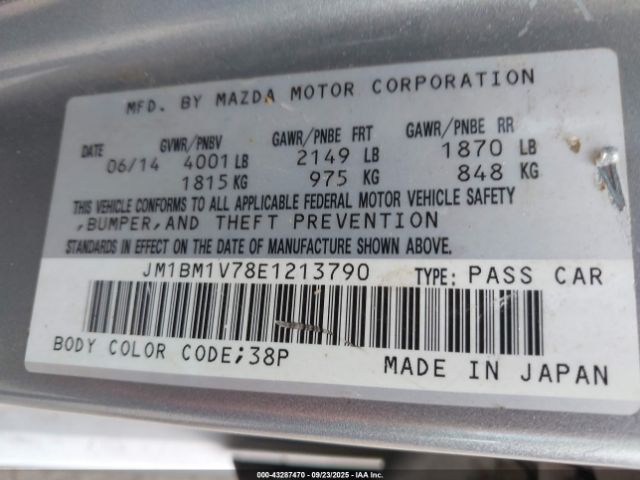 MFD. BY MAZDA MOTOR CORPORATION
DATE GVWR/PNBV GAWR/PNBE FRT GAWR/PNBE RR
06/14 4001 LB 2149 LB 1870 LB
1815 KG 975 KG 848 KG
THIS VEHICLE CONFORMS TO ALL APPLICABLE FEDERAL MOTOR VEHICLE SAFETY
,BUMPER,AND THEFT PREVENTION
STANDARDS IN EFFECT ON THE DATE OF MANUFACTURE SHOWN ABOVE.
JM1BM1V78E1213790 TYPE: PASS CAR
BODY COLOR CODE;38P MADE IN JAPAN
000-43287470 - 09/23/2025 - IAA Inc.